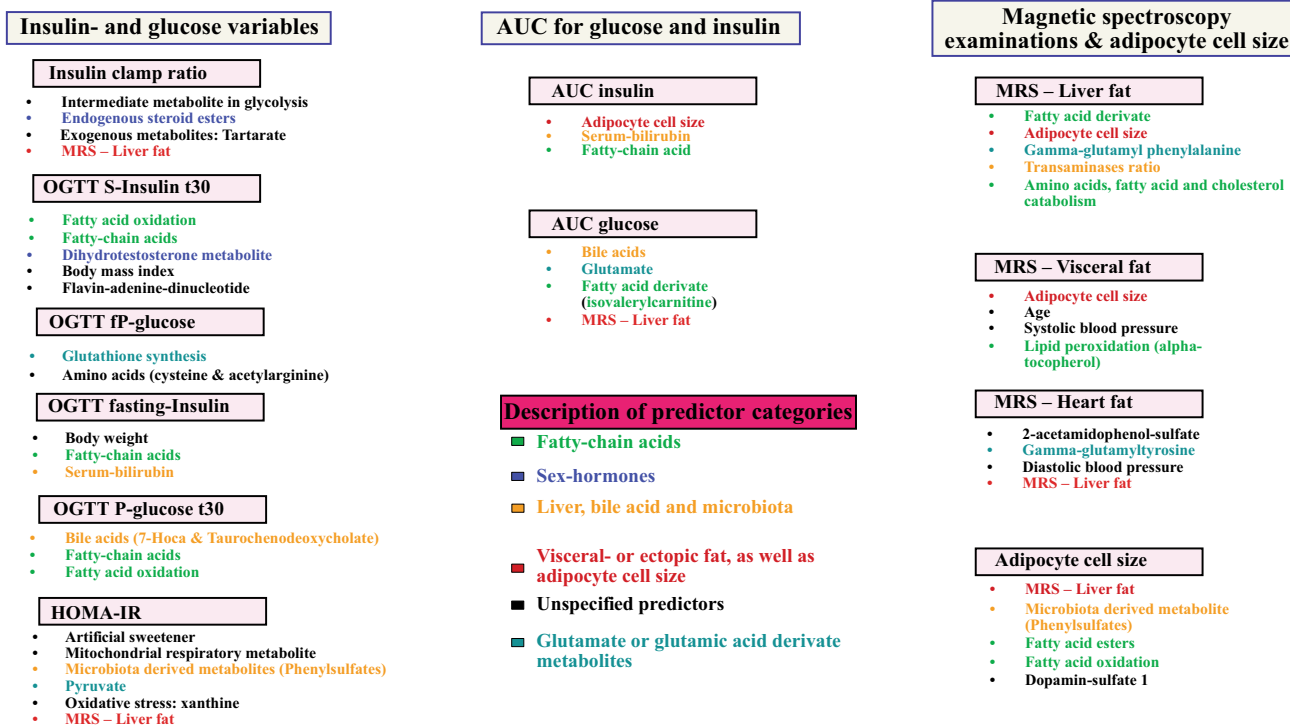 Insulin- and glucose variables
Insulin clamp ratio
• Intermediate metabolite in glycolysis
• Endogenous steroid esters
• Exogenous metabolites: Tartarate
• MRS – Liver fat
OGTT S-Insulin t30
• Fatty acid oxidation
• Fatty-chain acids
• Dihydrotestosterone metabolite
• Body mass index
• Flavin-adenine-dinucleotide
OGTT fP-glucose
• Glutathione synthesis
• Amino acids (cysteine & acetylarginine)
OGTT fasting-Insulin
• Body weight
• Fatty-chain acids
• Serum-bilirubin
OGTT P-glucose t30
• Bile acids (7-Hoca & Taurochenodeoxycholate)
• Fatty-chain acids
• Fatty acid oxidation
HOMA-IR
• Artificial sweetener
• Mitochondrial respiratory metabolite
• Microbiota derived metabolites (Phenylsulfates)
• Pyruvate
• Oxidative stress: xanthine
• MRS – Liver fat
AUC for glucose and insulin
AUC insulin
• Adipocyte cell size
• Serum-bilirubin
• Fatty-chain acid
AUC glucose
• Bile acids
• Glutamate
• Fatty acid derivate
(isovalerylcarnitine)
• MRS – Liver fat
Description of predictor categories
Fatty-chain acids
Sex-hormones
Liver, bile acid and microbiota
Visceral- or ectopic fat, as well as
adipocyte cell size
Unspecified predictors
Glutamate or glutamic acid derivate
metabolites
Magnetic spectroscopy
examinations & adipocyte cell size
MRS – Liver fat
• Fatty acid derivate
• Adipocyte cell size
• Gamma-glutamyl phenylalanine
• Transaminases ratio
• Amino acids, fatty acid and cholesterol
catabolism
MRS – Visceral fat
• Adipocyte cell size
• Age
• Systolic blood pressure
• Lipid peroxidation (alpha-
tocopherol)
MRS – Heart fat
• 2-acetamidophenol-sulfate
• Gamma-glutamyltyrosine
• Diastolic blood pressure
• MRS – Liver fat
Adipocyte cell size
• MRS – Liver fat
• Microbiota derived metabolite
(Phenylsulfates)
• Fatty acid esters
• Fatty acid oxidation
• Dopamin-sulfate 1